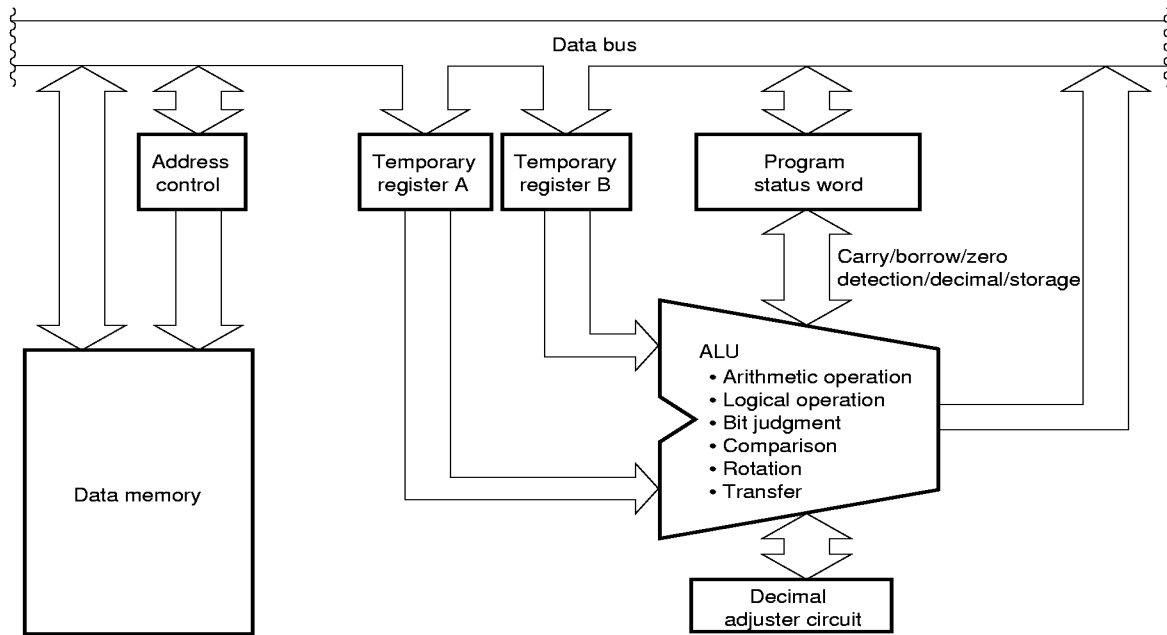 Data bus
Address
control
Temporary
register A
Temporary
register B
Program
status word
Carry/borrow/zero
detection/decimal/storage
ALU
• Arithmetic operation
• Logical operation
• Bit judgment
• Comparison
• Rotation
• Transfer
Data memory
Decimal
adjuster circuit